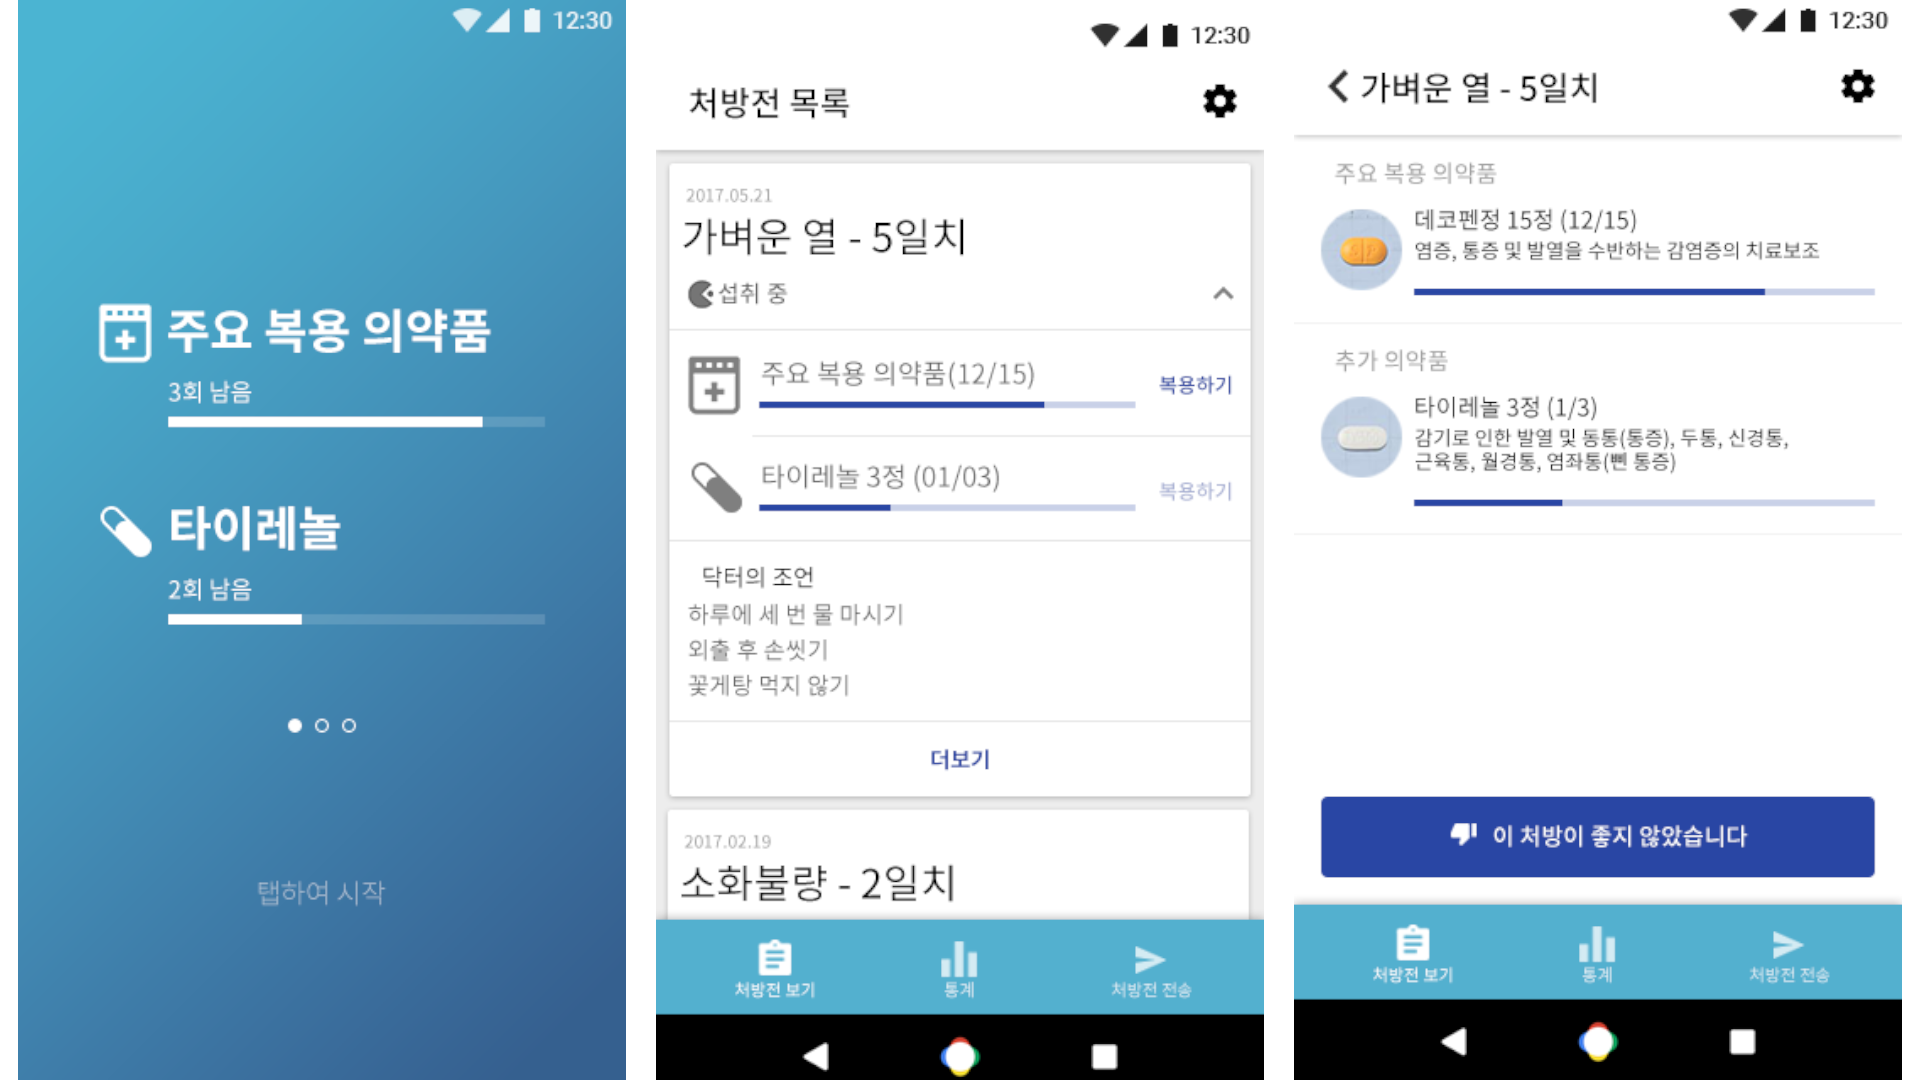 12:30
주요 복용 의약품
3회 남음
타이레놀
2회 남음
탭하여 시작
12:30
처방전 목록
2017.05.21
가벼운 열 - 5일치
섭취 중
주요 복용 의약품(12/15)
복용하기
타이레놀 3정 (01/03)
복용하기
닥터의 조언
하루에 세 번 물 마시기
외출 후 손씻기
꽃게탕 먹지 않기
더보기
2017.02.19
소화불량 - 2일치
처방전 보기
통계
처방전 전송
12:30
가벼운 열 - 5일치
주요 복용 의약품
데코펜정 15정 (12/15)
염증, 통증 및 발열을 수반하는 감염증의 치료보조
추가 의약품
타이레놀 3정 (1/3)
감기로 인한 발열 및 동통(통증), 두통, 신경통,
근육통, 월경통, 염좌통(삔 통증)
이 처방이 좋지 않았습니다
처방전 보기
통계
처방전 전송